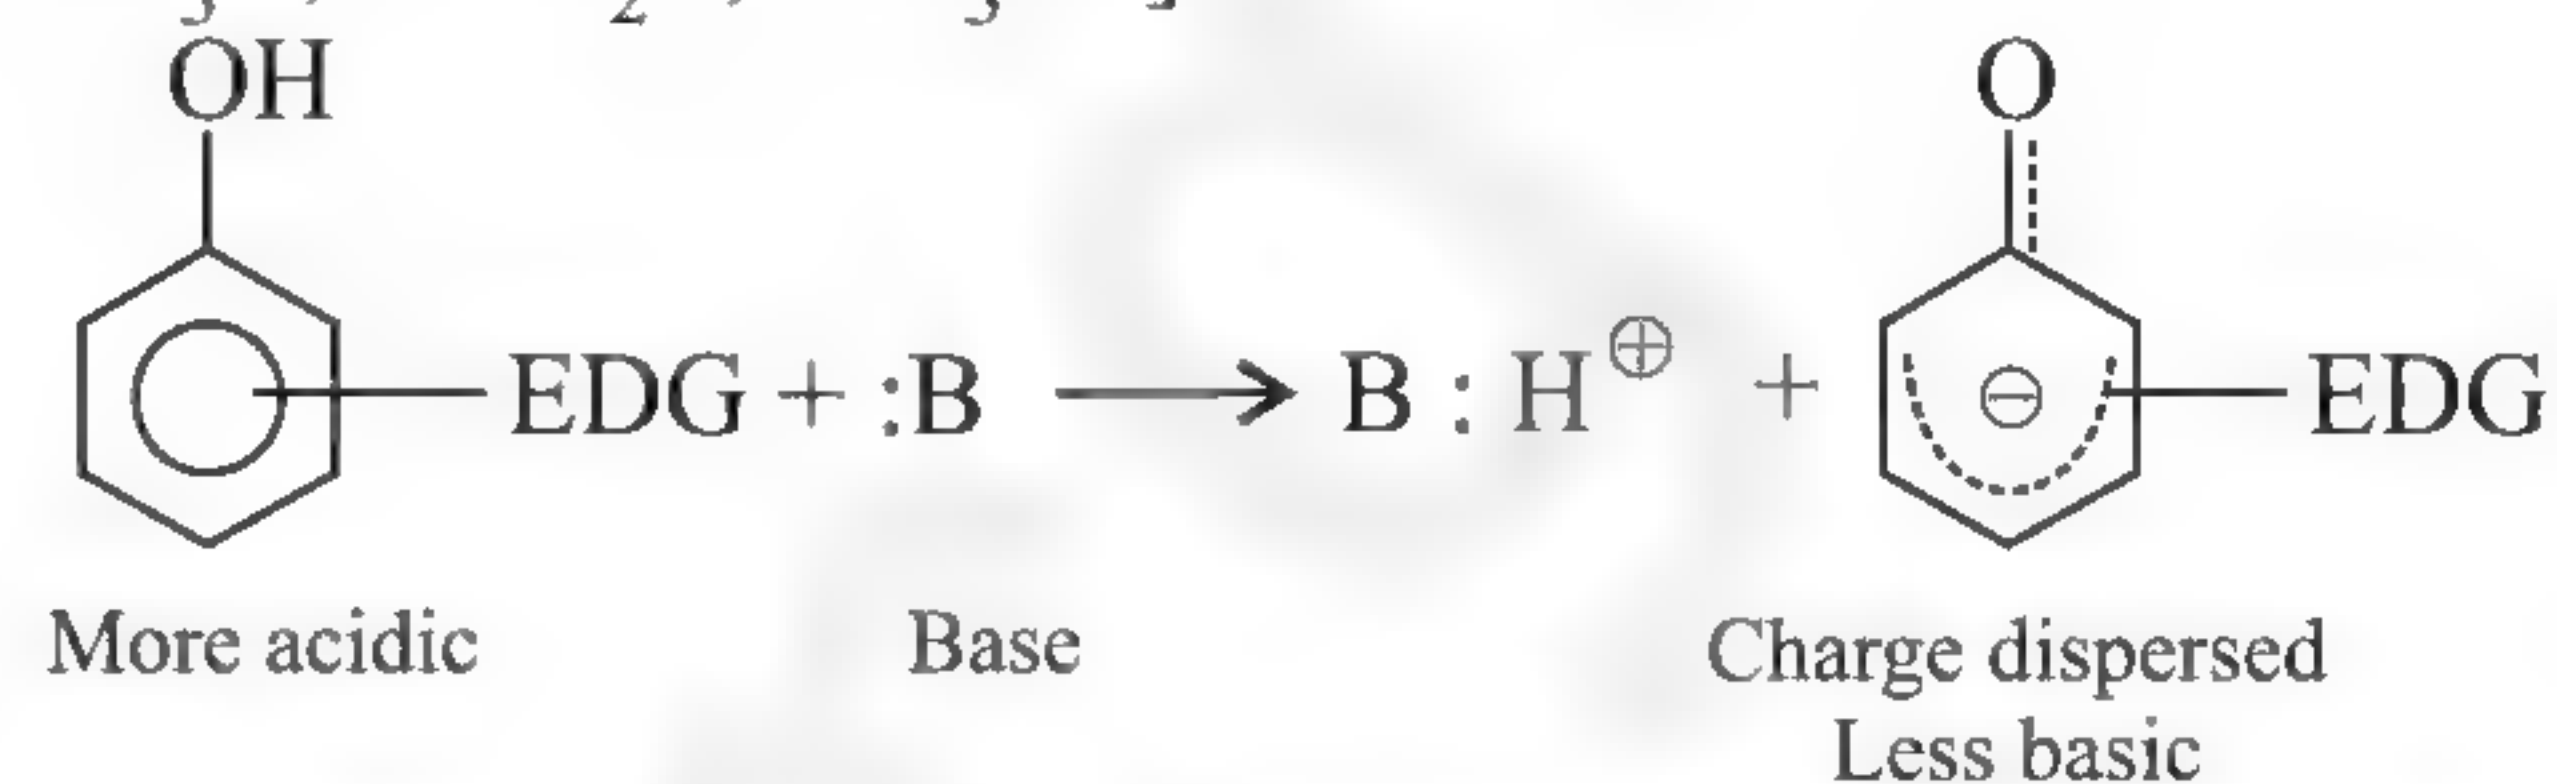 OH
O
EDG + :B ⟶ B : H⊕ + ⊖ EDG
More acidic Base Charge dispersed
Less basic